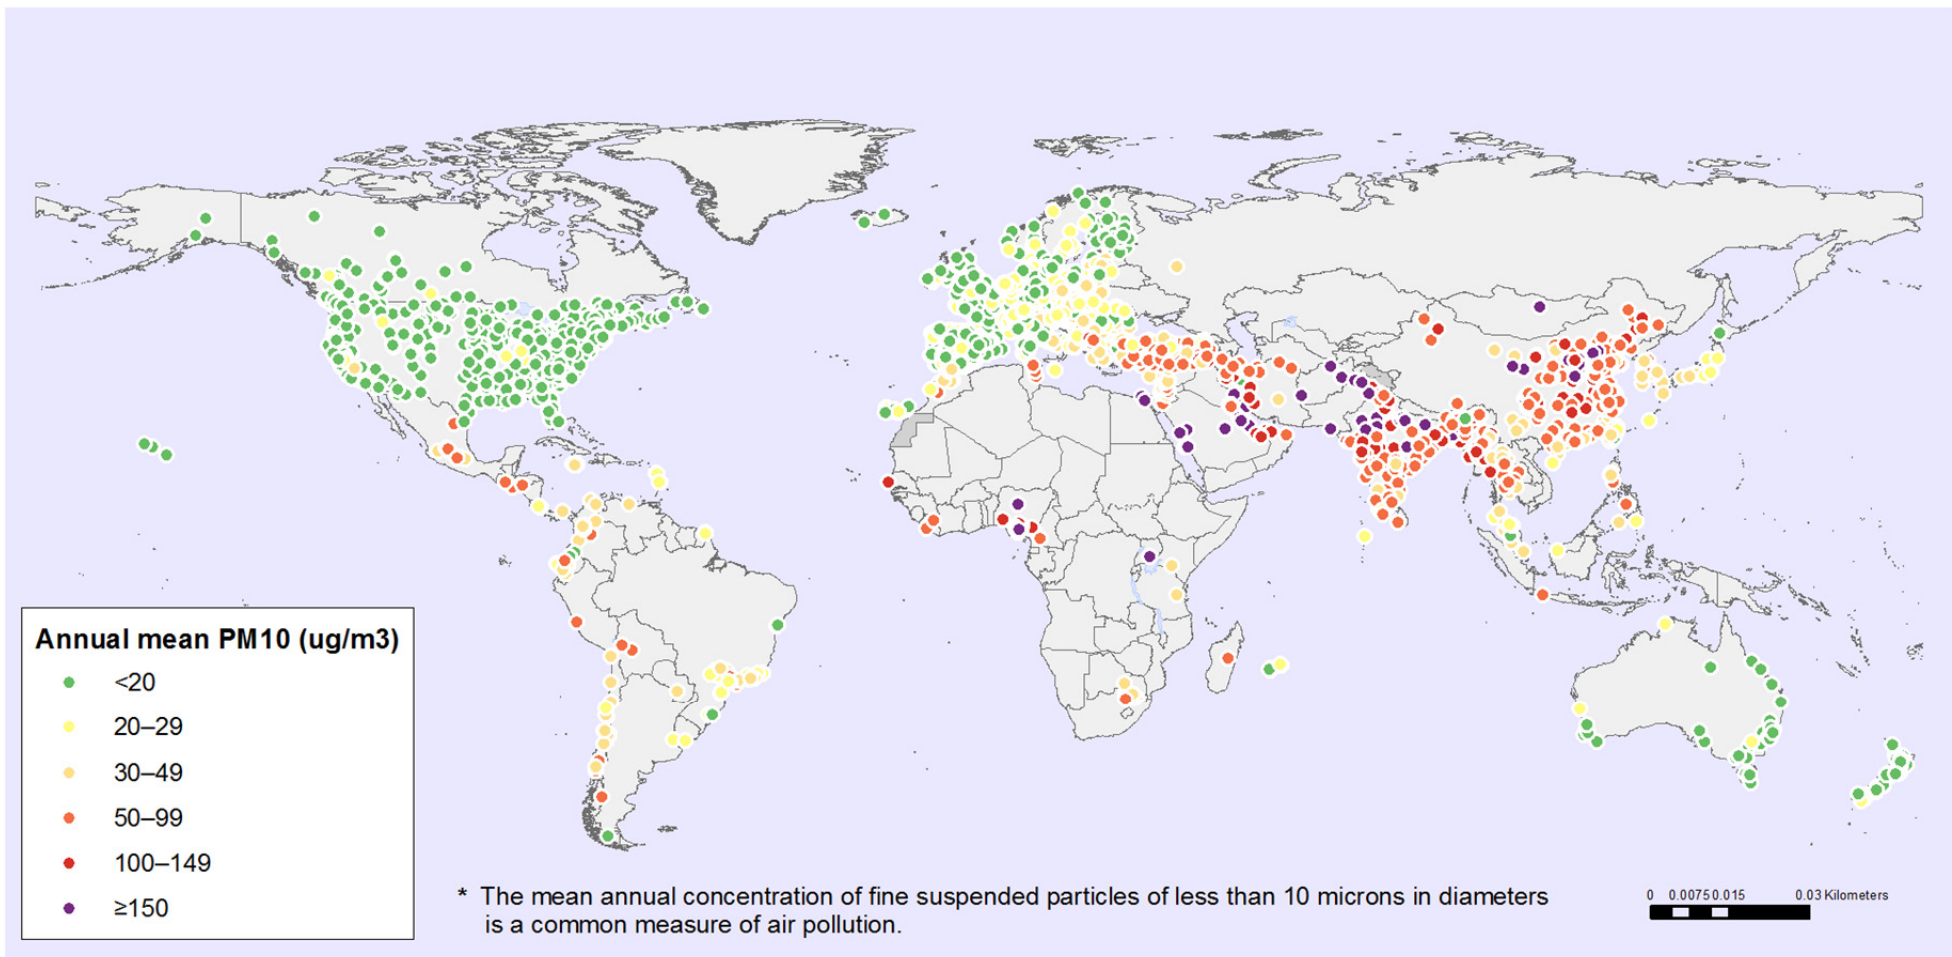 Annual mean PM10 (ug/m3)
<20
20–29
30–49
50–99
100–149
≥150
* The mean annual concentration of fine suspended particles of less than 10 microns in diameters
is a common measure of air pollution.
0 0.0075 0.015 0.03 Kilometers